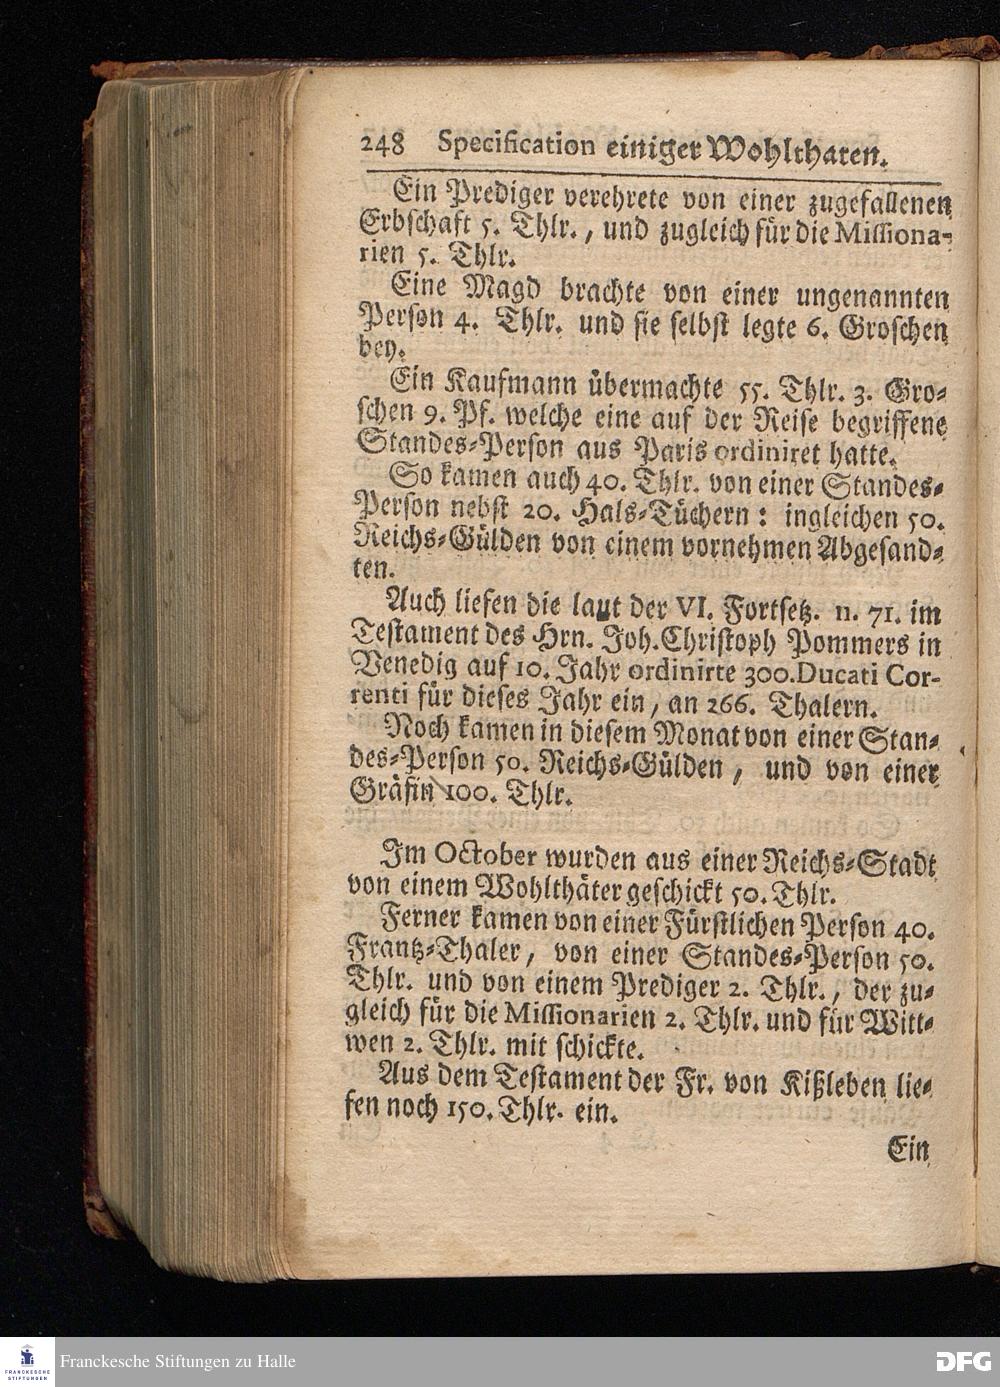 248 Specification einiger Wohlthaten.
Ein Prediger verehrete von einer zugefallenen
Erbschaft 5. Thlr., und zugleich für die Missiona-
rien 5. Thlr.
Eine Magd brachte von einer ungenannten
Person 4. Thlr. und sie selbst legte 6. Groschen
bey.
Ein Kaufmann übermachte 55. Thlr. 3. Gro-
schen 9. Pf. welche eine auf der Reise begriffene
Standes-Person aus Paris ordiniret hatte.
So kamen auch 40. Thlr. von einer Standes-
Person nebst 20. Hals-Tüchern: ingleichen 50.
Reichs-Gülden von einem vornehmen Abgesand-
ten.
Auch liefen die laut der VI. Fortsetz. n. 71. im
Testament des Hrn. Joh. Christoph Pommers in
Venedig auf 10. Jahr ordinirte 300. Ducati Cor-
renti für dieses Jahr ein, an 266. Thalern.
Noch kamen in diesem Monat von einer Stan-
des-Person 50. Reichs-Gülden, und von einer
Gräfin 100. Thlr.
Im October wurden aus einer Reichs-Stadt
von einem Wohlthäter geschickt 50. Thlr.
Ferner kamen von einer Fürstlichen Person 40.
Frantz-Thaler, von einer Standes-Person 50.
Thlr. und von einem Prediger 2. Thlr., der zu-
gleich für die Missionarien 2. Thlr. und für Witt-
wen 2. Thlr. mit schickte.
Aus dem Testament der Fr. von Kißleben lie-
fen noch 150. Thlr. ein.
Ein
FRANCKESCHE
STIFTUNGEN
Franckesche Stiftungen zu Halle
DFG